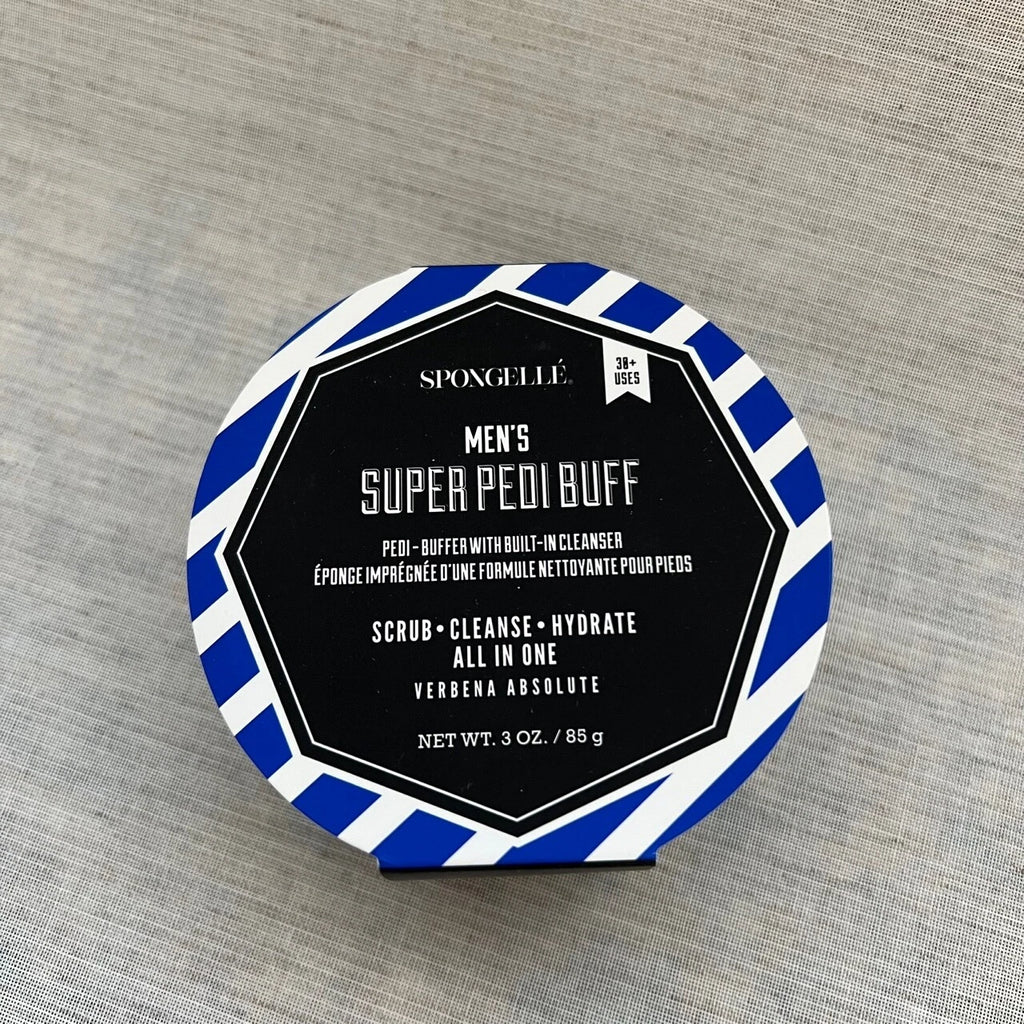 SPONGELLÉ®
30+
USES
MEN'S
SUPER PEDI BUFF
PEDI-BUFFER WITH BUILT-IN CLEANSER
ÉPONGE IMPRÉGNÉE D'UNE FORMULE NETTOYANTE POUR PIEDS
SCRUB • CLEANSE • HYDRATE
ALL IN ONE
VERBENA ABSOLUTE
NET WT. 3 OZ. / 85 g